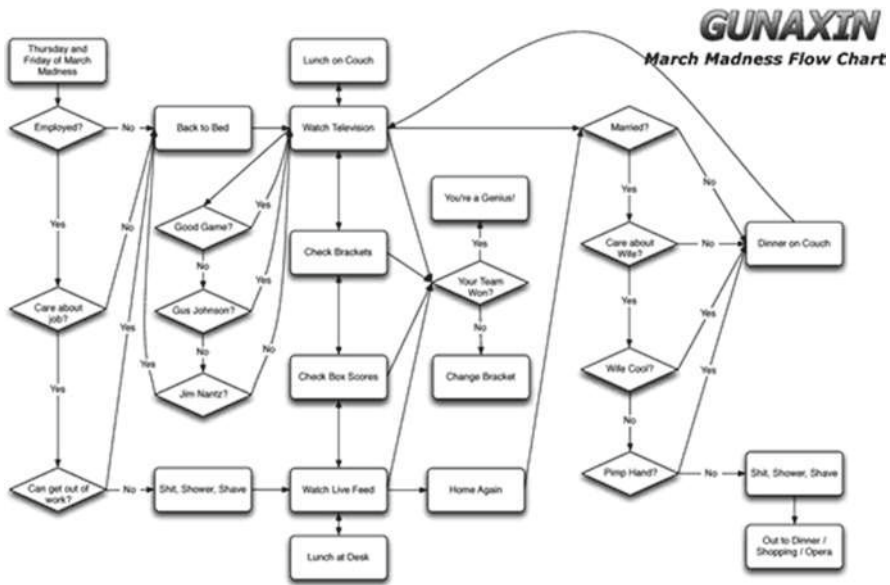 GUNAXIN
March Madness Flow Chart
Thursday and
Friday of March
Madness
Lunch on Couch
Employed?
No
Back to Bed
Watch Television
Married?
You're a Genius!
Yes
No
Yes
No
Good Game?
Yes
Yes
Care about
Wife?
No
Dinner on Couch
Check Brackets
No
Your Team
Won?
Care about
job?
Yes
Gus Johnson?
Yes
No
Yes
Yes
No
No
Yes
Jim Nantz?
Check Box Scores
Change Bracket
Wife Cool?
Yes
Yes
No
Can get out of
work?
No
Shit, Shower, Shave
Watch Live Feed
Home Again
Pimp Hand?
No
Shit, Shower, Shave
Lunch at Desk
Out to Dinner /
Shopping / Opera